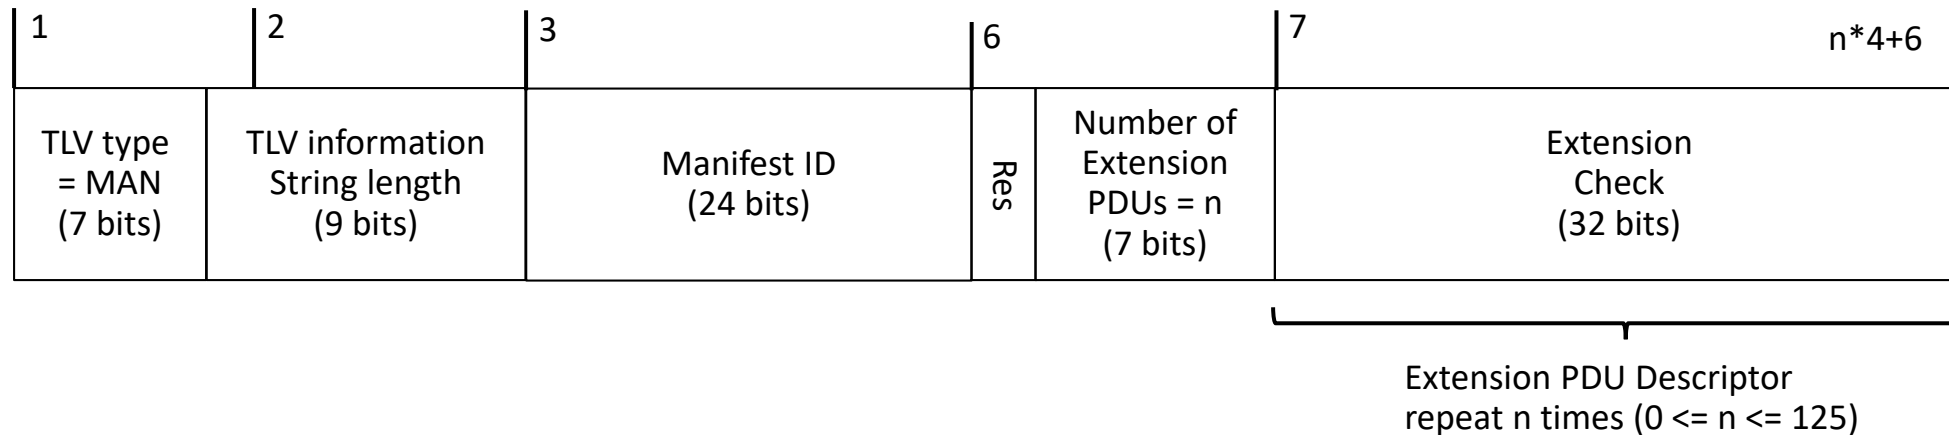 1
2
3
6
7
n*4+6
TLV type
= MAN
(7 bits)
TLV information
String length
(9 bits)
Manifest ID
(24 bits)
Res
Number of
Extension
PDUs = n
(7 bits)
Extension
Check
(32 bits)
Extension PDU Descriptor
repeat n times (0 <= n <= 125)